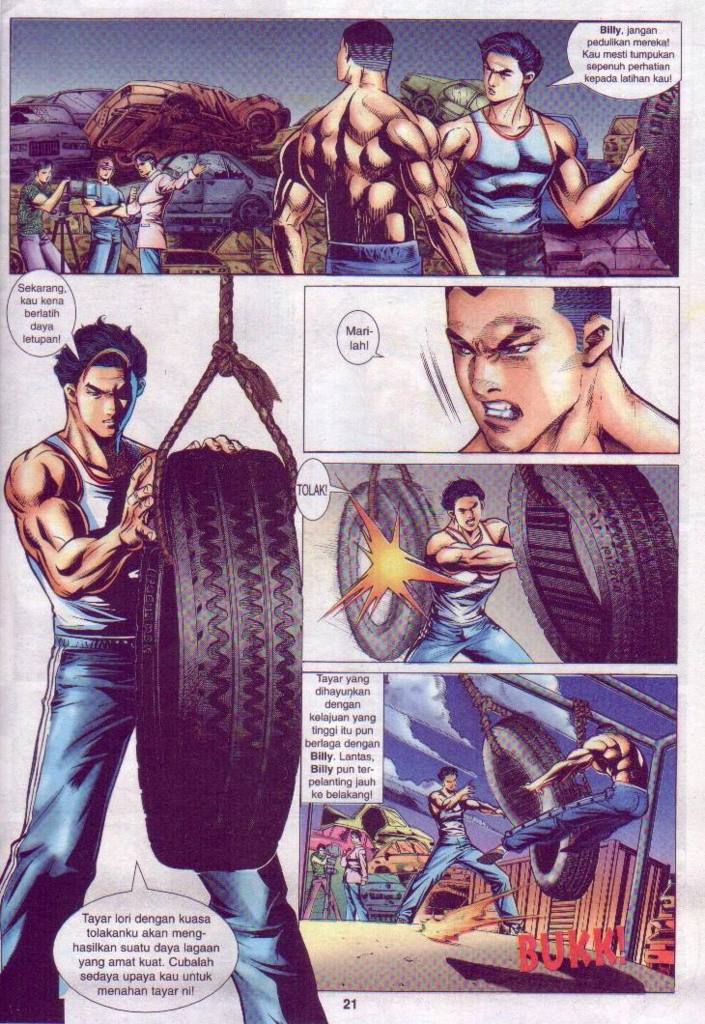 Billy, jangan
pedulikan mereka!
Kau mesti tumpukan
sepenuh perhatian
kepada latihan kau!
Sekarang,
kau kena
berlatih
daya
letupan!
Mari-
lah!
TOLAK!
Tayar lori dengan kuasa
tolakanku akan meng-
hasilkan suatu daya lagaan
yang amat kuat. Cubalah
sedaya upaya kau untuk
menahan tayar ni!
Tayar yang
dihayunkan
dengan
kelajuan yang
tinggi itu pun
berlaga dengan
Billy. Lantas,
Billy pun ter-
pelanting jauh
ke belakang!
BUKK!
21